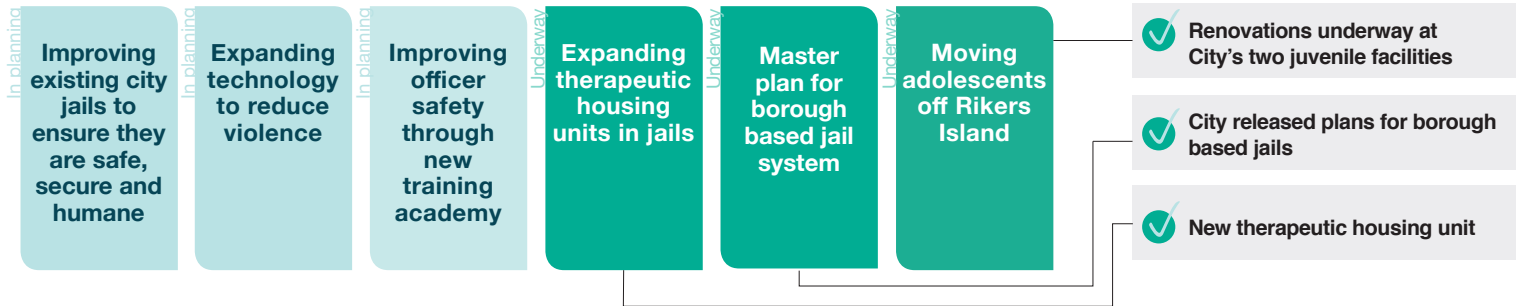 In planning
Improving
existing city
jails to
ensure they
are safe,
secure and
humane
In planning
Expanding
technology
to reduce
violence
In planning
Improving
officer
safety
through
new
training
academy
Underway
Expanding
therapeutic
housing
units in jails
Underway
Master
plan for
borough
based jail
system
Underway
Moving
adolescents
off Rikers
Island
Renovations underway at
City’s two juvenile facilities
City released plans for borough
based jails
New therapeutic housing unit